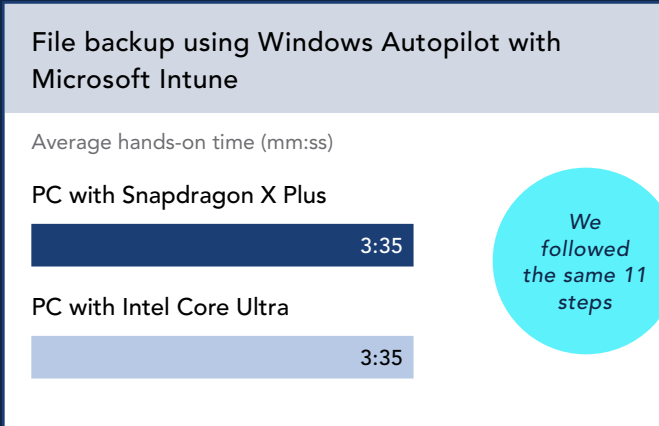 File backup using Windows Autopilot with
Microsoft Intune
Average hands-on time (mm:ss)
PC with Snapdragon X Plus
3:35
PC with Intel Core Ultra
3:35
We
followed
the same 11
steps